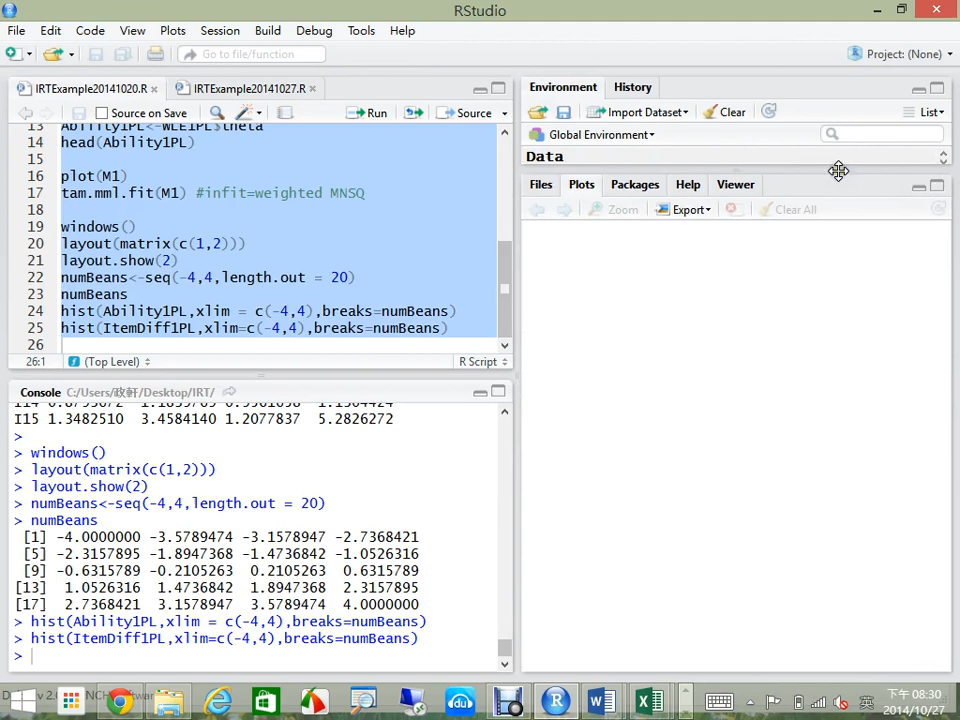 RStudio
File Edit Code View Plots Session Build Debug Tools Help
Go to file/function
Project: (None)
IRTExample20141020.R
IRTExample20141027.R
Source on Save
Run
Source
13 Ability1PL<-WLE1PL$theta
14 head(Ability1PL)
15
16 plot(M1)
17 tam.mml.fit(M1) #infit=weighted MNSQ
18
19 windows()
20 layout(matrix(c(1,2)))
21 layout.show(2)
22 numBeans<-seq(-4,4,length.out = 20)
23 numBeans
24 hist(Ability1PL,xlim = c(-4,4),breaks=numBeans)
25 hist(ItemDiff1PL,xlim=c(-4,4),breaks=numBeans)
26
26:1 (Top Level) R Script
Console C:/Users/政軒/Desktop/IRT/
I15 1.3482510 3.4584140 1.2077837 5.2826272
>
> windows()
> layout(matrix(c(1,2)))
> layout.show(2)
> numBeans<-seq(-4,4,length.out = 20)
> numBeans
[1] -4.0000000 -3.5789474 -3.1578947 -2.7368421
[5] -2.3157895 -1.8947368 -1.4736842 -1.0526316
[9] -0.6315789 -0.2105263 0.2105263 0.6315789
[13] 1.0526316 1.4736842 1.8947368 2.3157895
[17] 2.7368421 3.1578947 3.5789474 4.0000000
> hist(Ability1PL,xlim = c(-4,4),breaks=numBeans)
> hist(ItemDiff1PL,xlim=c(-4,4),breaks=numBeans)
>
Environment History
Import Dataset Clear List
Global Environment
Data
Files Plots Packages Help Viewer
Zoom Export Clear All
英
下午 08:30
2014/10/27